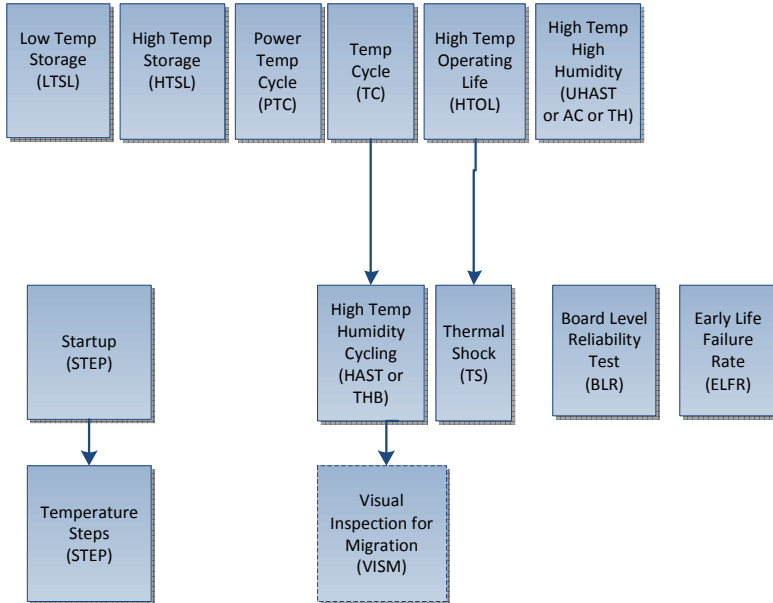 Low Temp
Storage
(LTSL)
High Temp
Storage
(HTSL)
Power
Temp
Cycle
(PTC)
Temp
Cycle
(TC)
High Temp
Operating
Life
(HTOL)
High Temp
High
Humidity
(UHAST
or AC or TH)
Startup
(STEP)
High Temp
Humidity
Cycling
(HAST or
THB)
Thermal
Shock
(TS)
Board Level
Reliability
Test
(BLR)
Early Life
Failure
Rate
(ELFR)
Temperature
Steps
(STEP)
Visual
Inspection for
Migration
(VISM)